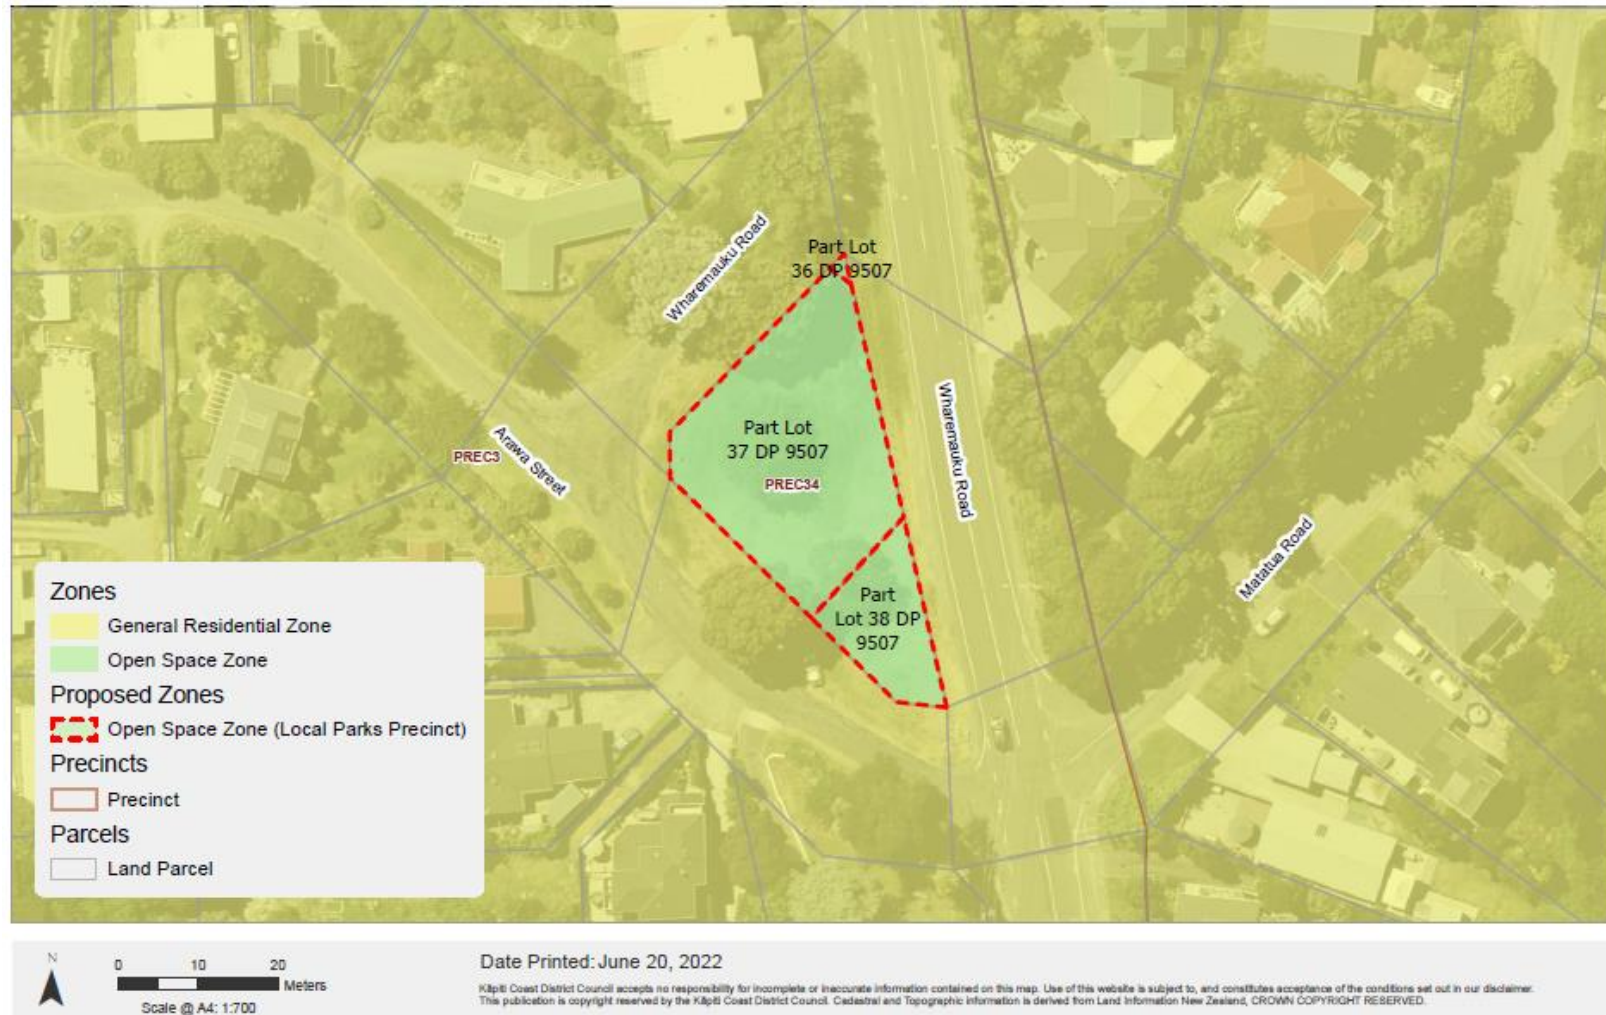 Wharemauku Road
Part Lot
36 DP 9507
Part Lot
37 DP 9507
PREC34
PREC3
Arawa Street
Wharemauku Road
Matatua Road
Part
Lot 38 DP
9507
Zones
General Residential Zone
Open Space Zone
Proposed Zones
Open Space Zone (Local Parks Precinct)
Precincts
Precinct
Parcels
Land Parcel
N
0 10 20
Meters
Scale @ A4: 1:700
Date Printed: June 20, 2022
Kāpiti Coast District Council accepts no responsibility for incomplete or inaccurate information contained on this map. Use of this website is subject to, and constitutes acceptance of the conditions set out in our disclaimer.
This publication is copyright reserved by the Kāpiti Coast District Council. Cadastral and Topographic information is derived from Land Information New Zealand, CROWN COPYRIGHT RESERVED.